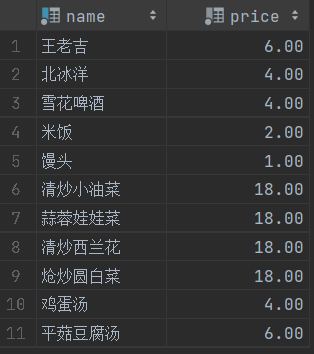 name price
1 王老吉 6.00
2 北冰洋 4.00
3 雪花啤酒 4.00
4 米饭 2.00
5 馒头 1.00
6 清炒小油菜 18.00
7 蒜蓉娃娃菜 18.00
8 清炒西兰花 18.00
9 炝炒圆白菜 18.00
10 鸡蛋汤 4.00
11 平菇豆腐汤 6.00